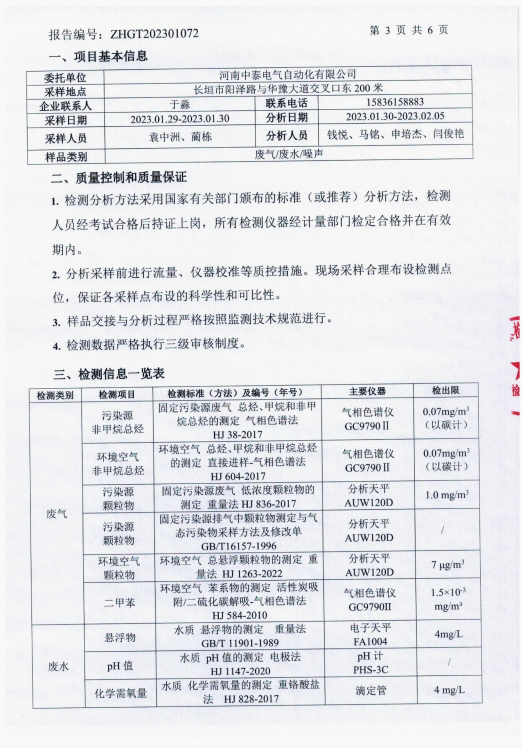 报告编号：ZHGT202301072
第 3 页 共 6 页
一、项目基本信息
委托单位 河南中泰电气自动化有限公司
采样地点 长垣市阳泽路与华豫大道交叉口东 200 米
企业联系人 于淼 联系电话 15836158883
采样日期 2023.01.29-2023.01.30 分析日期 2023.01.30-2023.02.05
采样人员 袁中洲、蔺栋 分析人员 钱悦、马铭、申培杰、闫俊艳
样品类别 废气/废水/噪声
二、质量控制和质量保证
1. 检测分析方法采用国家有关部门颁布的标准（或推荐）分析方法，检测
人员经考试合格后持证上岗，所有检测仪器经计量部门检定合格并在有效
期内。
2. 分析采样前进行流量、仪器校准等质控措施。现场采样合理布设检测点
位，保证各采样点布设的科学性和可比性。
3. 样品交接与分析过程严格按照监测技术规范进行。
4. 检测数据严格执行三级审核制度。
三、检测信息一览表
检测类别 检测项目 检测标准（方法）及编号（年号） 主要仪器 检出限
废气
污染源
非甲烷总烃
固定污染源废气 总烃、甲烷和非甲
烷总烃的测定 气相色谱法
HJ 38-2017
气相色谱仪
GC9790Ⅱ
0.07mg/m³
（以碳计）
环境空气
非甲烷总烃
环境空气 总烃、甲烷和非甲烷总烃
的测定 直接进样-气相色谱法
HJ 604-2017
气相色谱仪
GC9790Ⅱ
0.07mg/m³
（以碳计）
污染源
颗粒物
固定污染源废气 低浓度颗粒物的
测定 重量法 HJ 836-2017
分析天平
AUW120D
1.0 mg/m³
污染源
颗粒物
固定污染源排气中颗粒物测定与气
态污染物采样方法及修改单
GB/T16157-1996
分析天平
AUW120D
/
环境空气
颗粒物
环境空气 总悬浮颗粒物的测定 重
量法 HJ 1263-2022
分析天平
AUW120D
7 μg/m³
二甲苯
环境空气 苯系物的测定 活性炭吸
附/二硫化碳解吸-气相色谱法
HJ 584-2010
气相色谱仪
GC9790II
1.5×10⁻³
mg/m³
废水
悬浮物
水质 悬浮物的测定 重量法
GB/T 11901-1989
电子天平
FA1004
4mg/L
pH 值
水质 pH 值的测定 电极法
HJ 1147-2020
pH 计
PHS-3C
/
化学需氧量
水质 化学需氧量的测定 重铬酸盐
法 HJ 828-2017
滴定管
4 mg/L